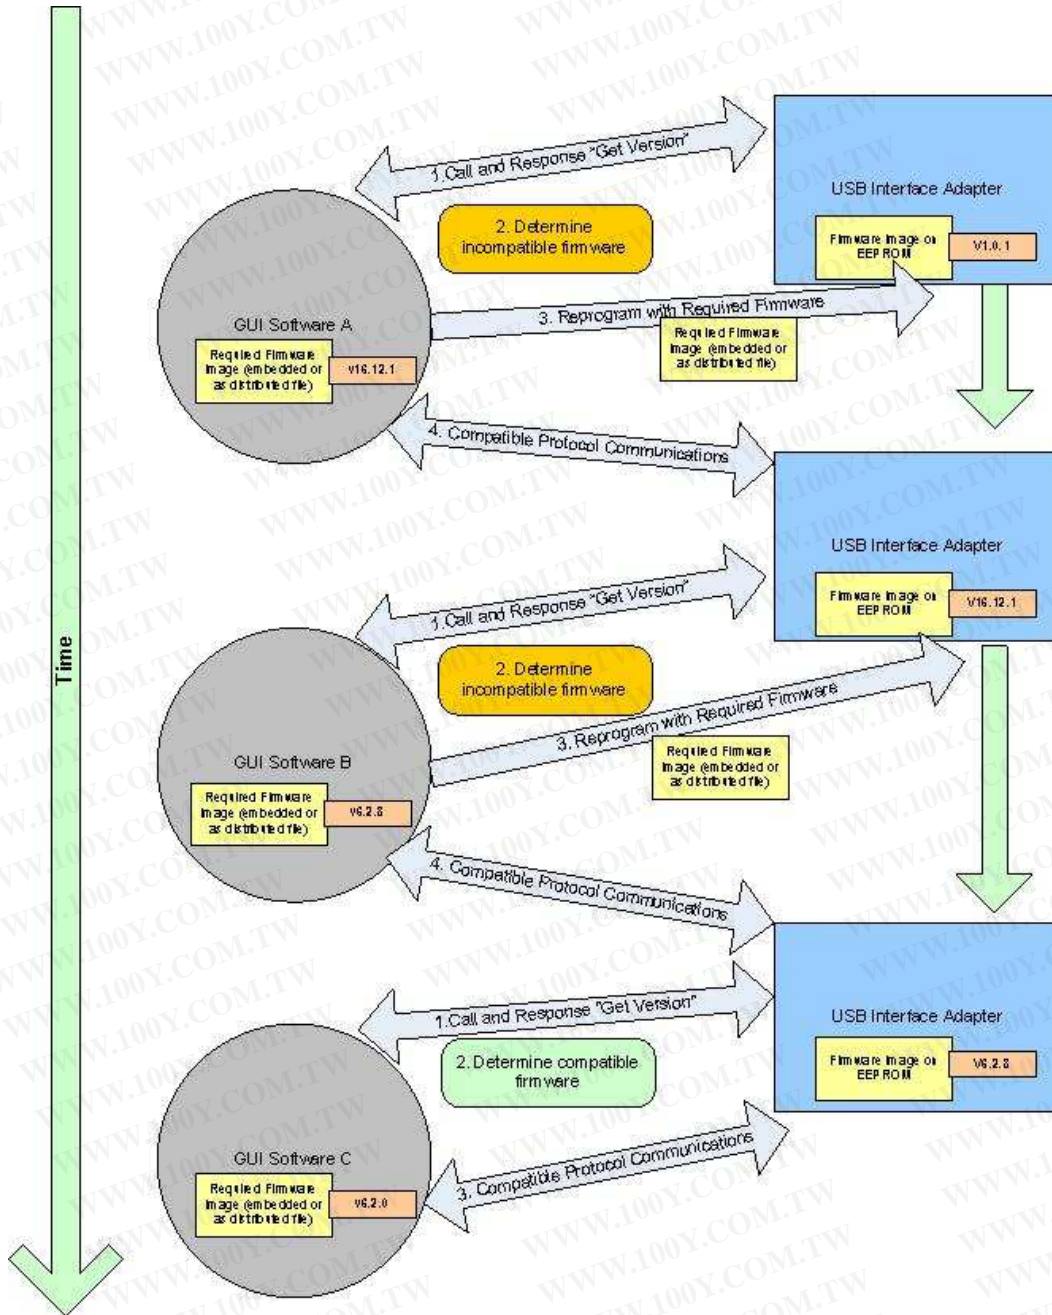 1.Call and Response "Get Version"
USB Interface Adapter
2. Determine
incompatible firmware
Firmware Image on
EEPROM
V1.0.1
3. Reprogram with Required Firmware
GUI Software A
Required Firmware
Image (embedded or
as distributed file)
v16.12.1
Required Firmware
Image (embedded or
as distributed file)
4. Compatible Protocol Communications
USB Interface Adapter
1.Call and Response "Get Version"
Firmware Image on
EEPROM
V16.12.1
Time
2. Determine
incompatible firmware
3. Reprogram with Required Firmware
GUI Software B
Required Firmware
Image (embedded or
as distributed file)
Required Firmware
Image (embedded or
as distributed file)
v6.2.8
4. Compatible Protocol Communications
1.Call and Response "Get Version"
USB Interface Adapter
2. Determine compatible
firmware
Firmware Image on
EEPROM
V6.2.8
GUI Software C
3. Compatible Protocol Communications
Required Firmware
Image (embedded or
as distributed file)
v6.2.0
WWW.100Y.COM.TW